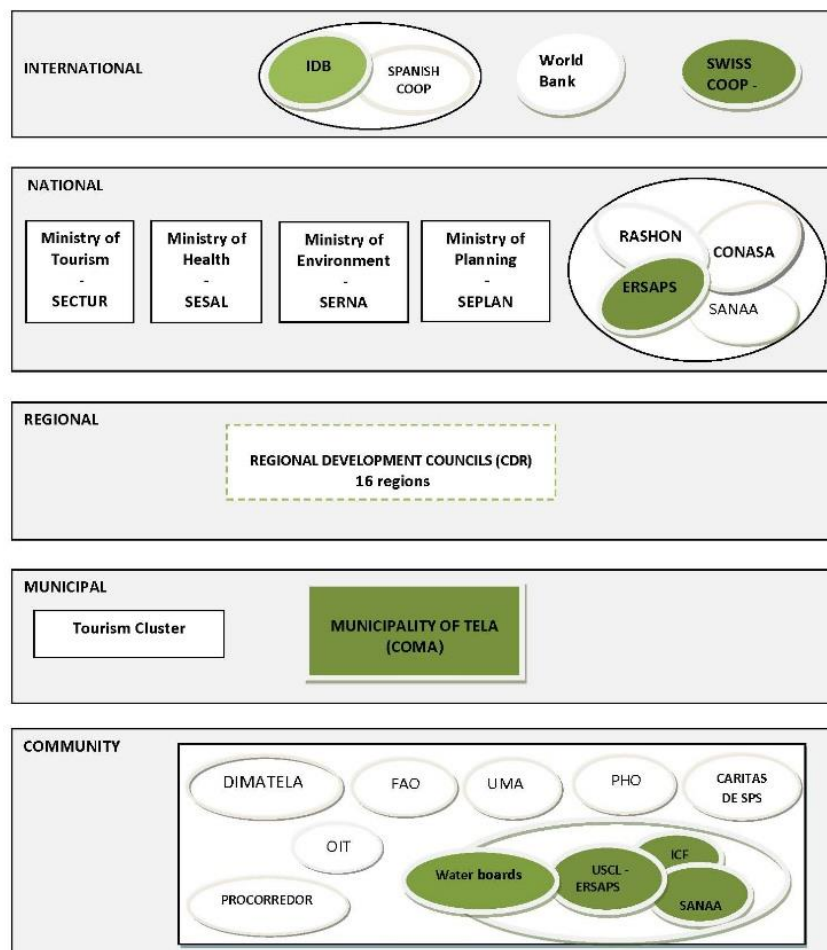 INTERNATIONAL
IDB
SPANISH
COOP
World
Bank
SWISS
COOP -
NATIONAL
Ministry of
Tourism
-
SECTUR
Ministry of
Health
-
SESAL
Ministry of
Environment
-
SERNA
Ministry of
Planning
-
SEPLAN
RASHON
CONASA
ERSAPS
SANAA
REGIONAL
REGIONAL DEVELOPMENT COUNCILS (CDR)
16 regions
MUNICIPAL
Tourism Cluster
MUNICIPALITY OF TELA
(COMA)
COMMUNITY
DIMATELA
FAO
UMA
PHO
CARITAS
DE SPS
OIT
Water boards
USCL -
ERSAPS
ICF
SANAA
PROCORREDOR